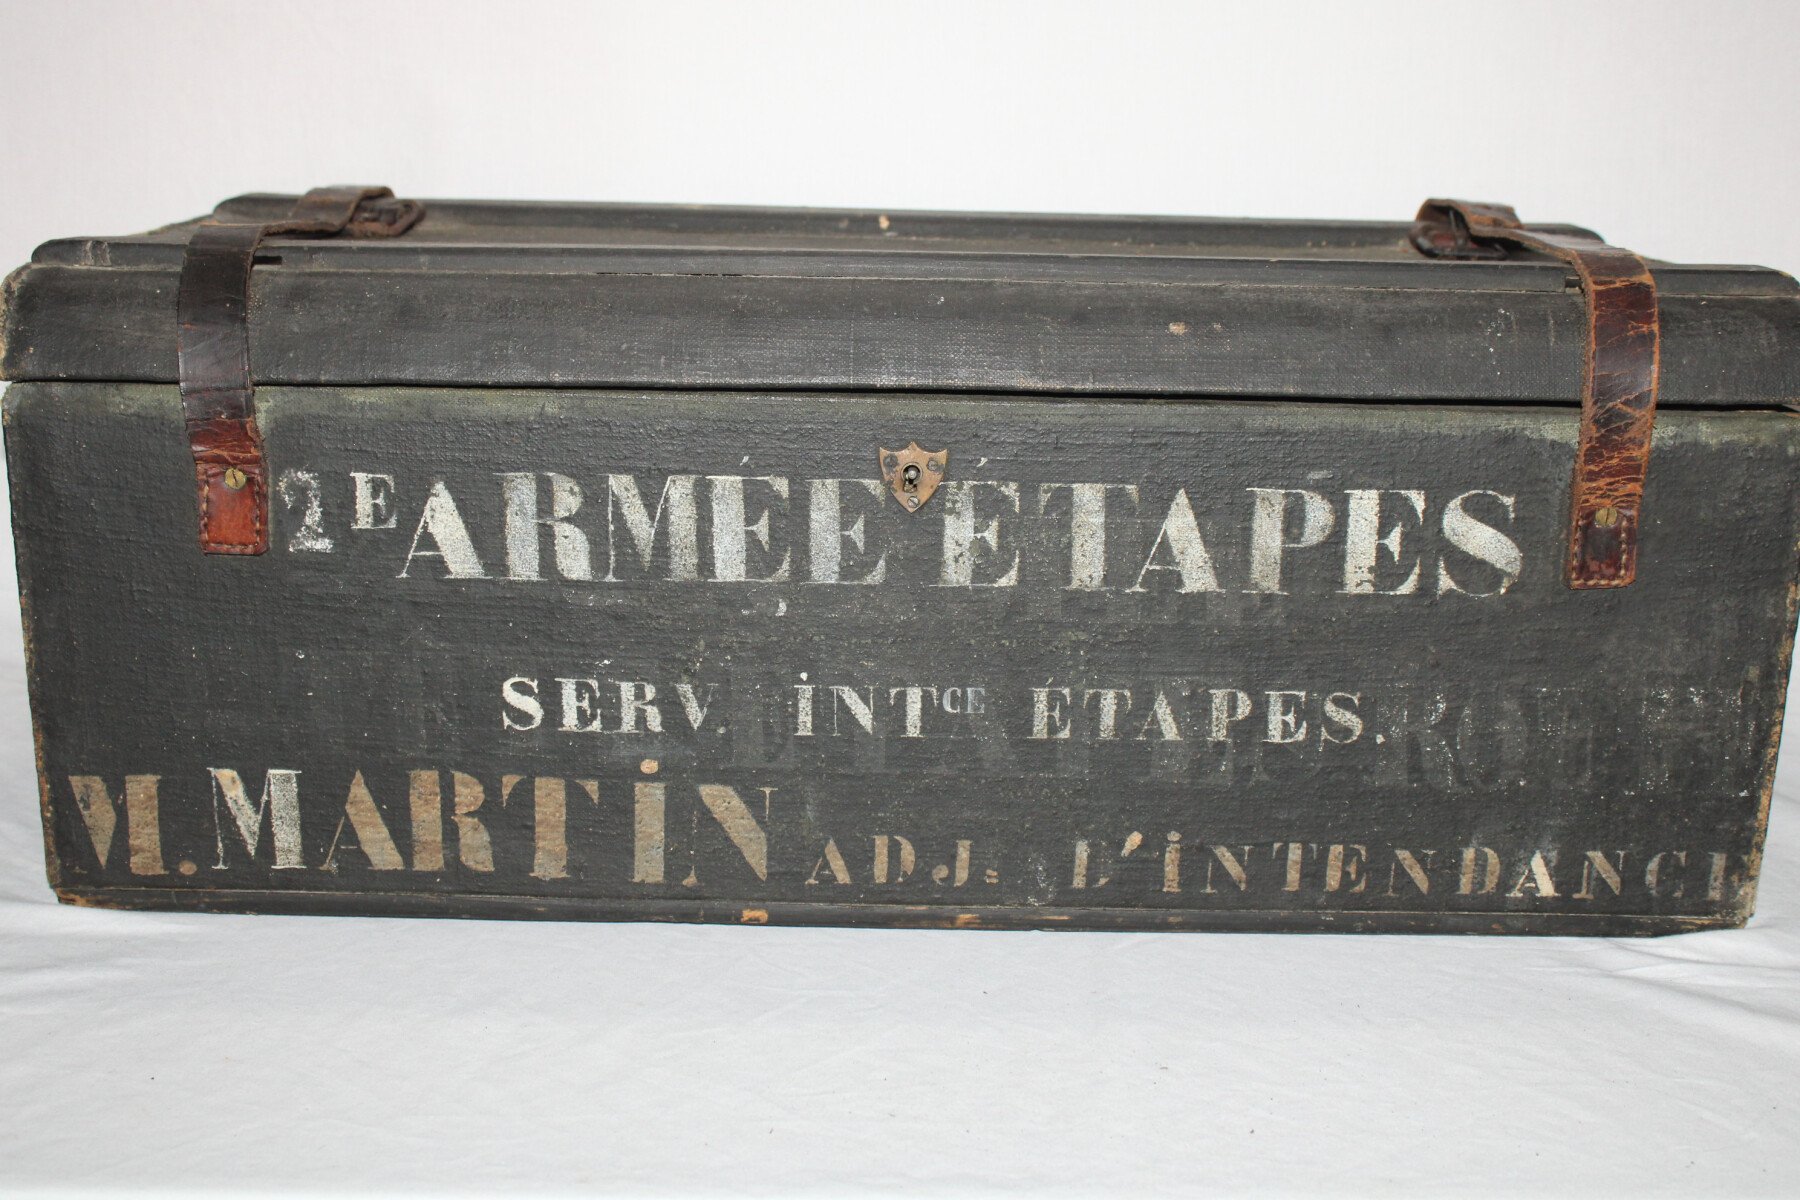 2E ARMÉE ÉTAPES
SERV. iNTCE ÉTAPES.
M. MARTiN ADJ: D'iNTENDANCE